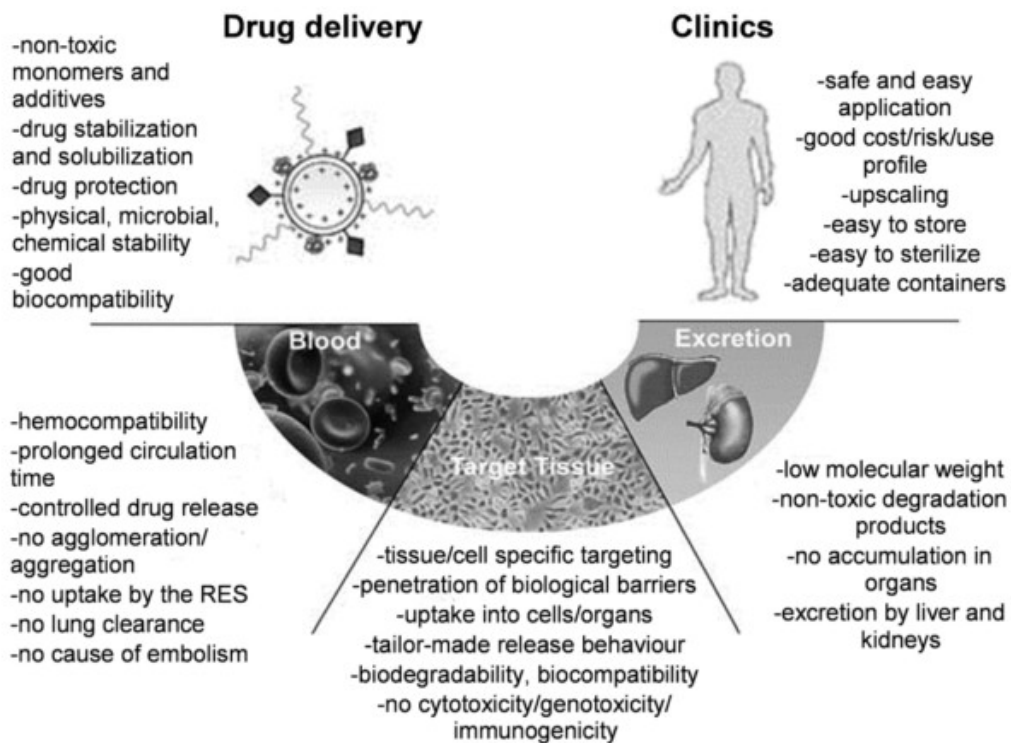 Drug delivery
-non-toxic
monomers and
additives
-drug stabilization
and solubilization
-drug protection
-physical, microbial,
chemical stability
-good
biocompatibility
Clinics
-safe and easy
application
-good cost/risk/use
profile
-upscaling
-easy to store
-easy to sterilize
-adequate containers
Blood
-hemocompatibility
-prolonged circulation
time
-controlled drug release
-no agglomeration/
aggregation
-no uptake by the RES
-no lung clearance
-no cause of embolism
Target Tissue
-tissue/cell specific targeting
-penetration of biological barriers
-uptake into cells/organs
-tailor-made release behaviour
-biodegradability, biocompatibility
-no cytotoxicity/genotoxicity/
immunogenicity
Excretion
-low molecular weight
-non-toxic degradation
products
-no accumulation in
organs
-excretion by liver and
kidneys